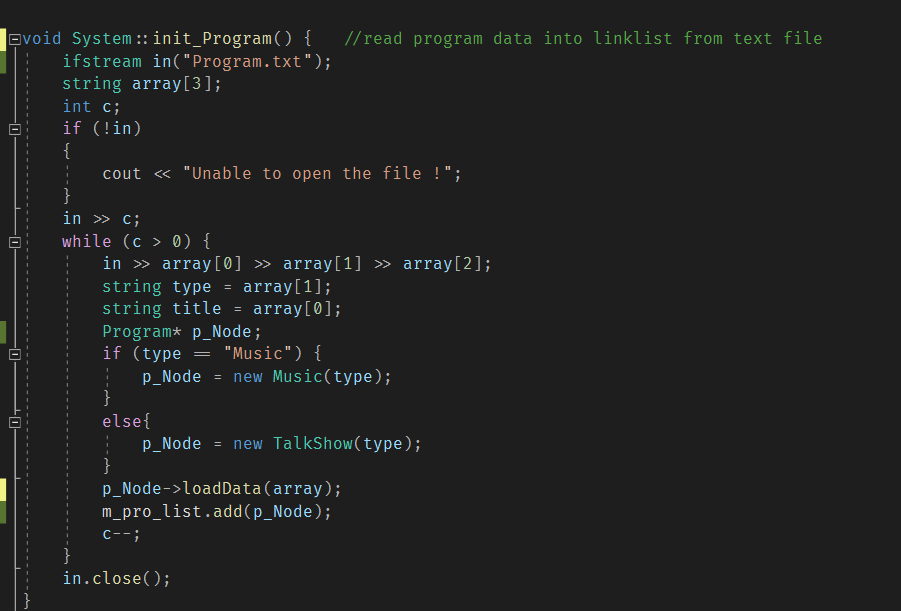 void System::init_Program() {   //read program data into linklist from text file
    ifstream in("Program.txt");
    string array[3];
    int c;
    if (!in)
    {
        cout << "Unable to open the file !";
    }
    in >> c;
    while (c > 0) {
        in >> array[0] >> array[1] >> array[2];
        string type = array[1];
        string title = array[0];
        Program* p_Node;
        if (type == "Music") {
            p_Node = new Music(type);
        }
        else{
            p_Node = new TalkShow(type);
        }
        p_Node->loadData(array);
        m_pro_list.add(p_Node);
        c--;
    }
    in.close();
}